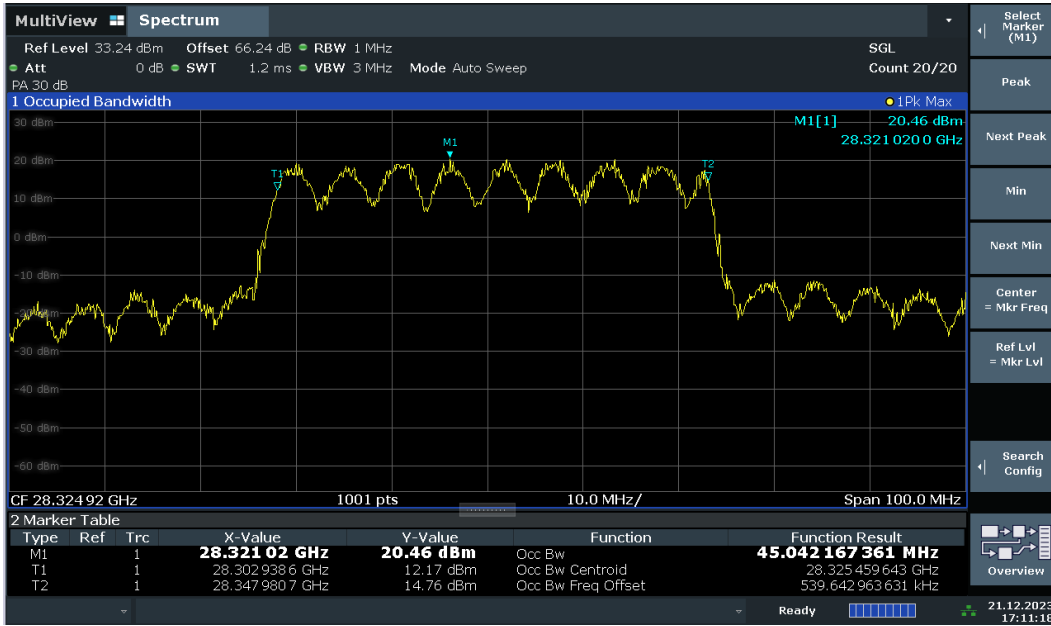 MultiView Spectrum
Ref Level 33.24 dBm Offset 66.24 dB RBW 1 MHz SGL
Att 0 dB SWT 1.2 ms VBW 3 MHz Mode Auto Sweep Count 20/20
PA 30 dB
1 Occupied Bandwidth 1Pk Max
30 dBm
M1[1] 20.46 dBm
28.321 020 0 GHz
M1
20 dBm
T1
T2
10 dBm
0 dBm
-10 dBm
-20 dBm
-30 dBm
-40 dBm
-50 dBm
-60 dBm
CF 28.324 92 GHz 1001 pts 10.0 MHz/ Span 100.0 MHz
2 Marker Table
Type Ref Trc X-Value Y-Value Function Function Result
M1 1 28.321 02 GHz 20.46 dBm Occ Bw 45.042 167 361 MHz
T1 1 28.302 938 6 GHz 12.17 dBm Occ Bw Centroid 28.325 459 643 GHz
T2 1 28.347 980 7 GHz 14.76 dBm Occ Bw Freq Offset 539.642 963 631 kHz
Ready
21.12.2023
17:11:18
Select
Marker
(M1)
Peak
Next Peak
Min
Next Min
Center
= Mkr Freq
Ref Lvl
= Mkr Lvl
Search
Config
Overview